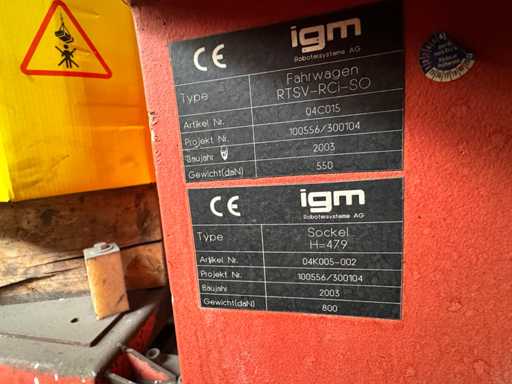 CE igm
Robotersysteme AG
Type Fahrwagen
RTSV-RCi-SO
Artikel Nr. 04C015
Projekt Nr. 100556/300104
Baujahr 2003
Gewicht(daN) 550
CE igm
Robotersysteme AG
Type Sockel
H=479
Artikel Nr. 04K005-002
Projekt Nr. 100556/300104
Baujahr 2003
Gewicht(daN) 800